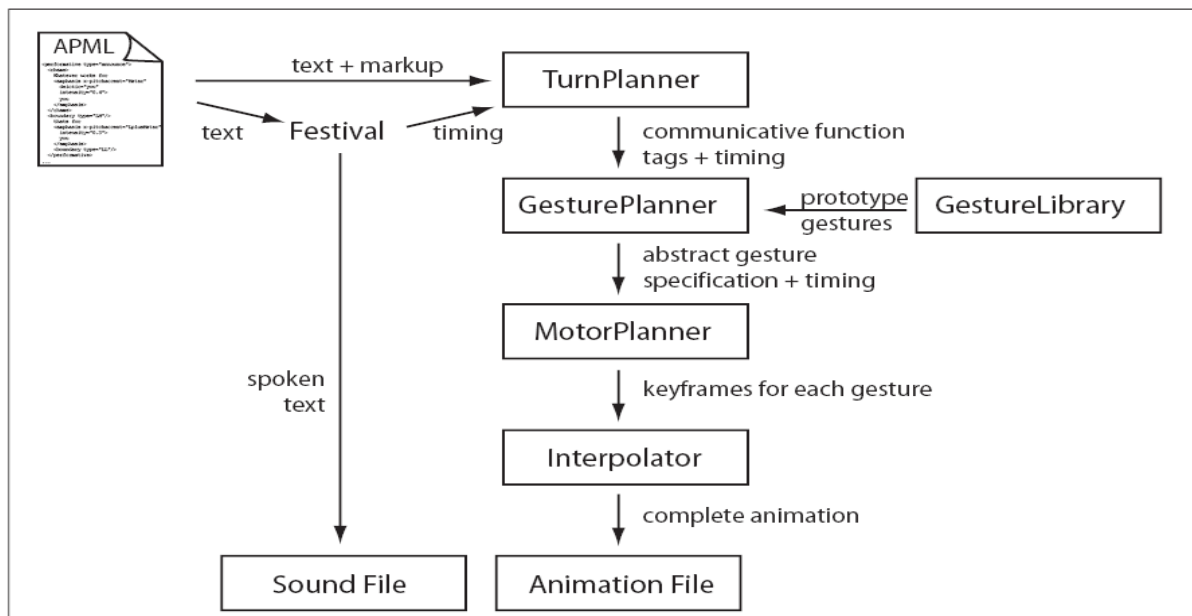 APML
text + markup
TurnPlanner
text
Festival
timing
communicative function
tags + timing
GesturePlanner
prototype
gestures
GestureLibrary
abstract gesture
specification + timing
MotorPlanner
spoken
text
keyframes for each gesture
Interpolator
complete animation
Sound File
Animation File